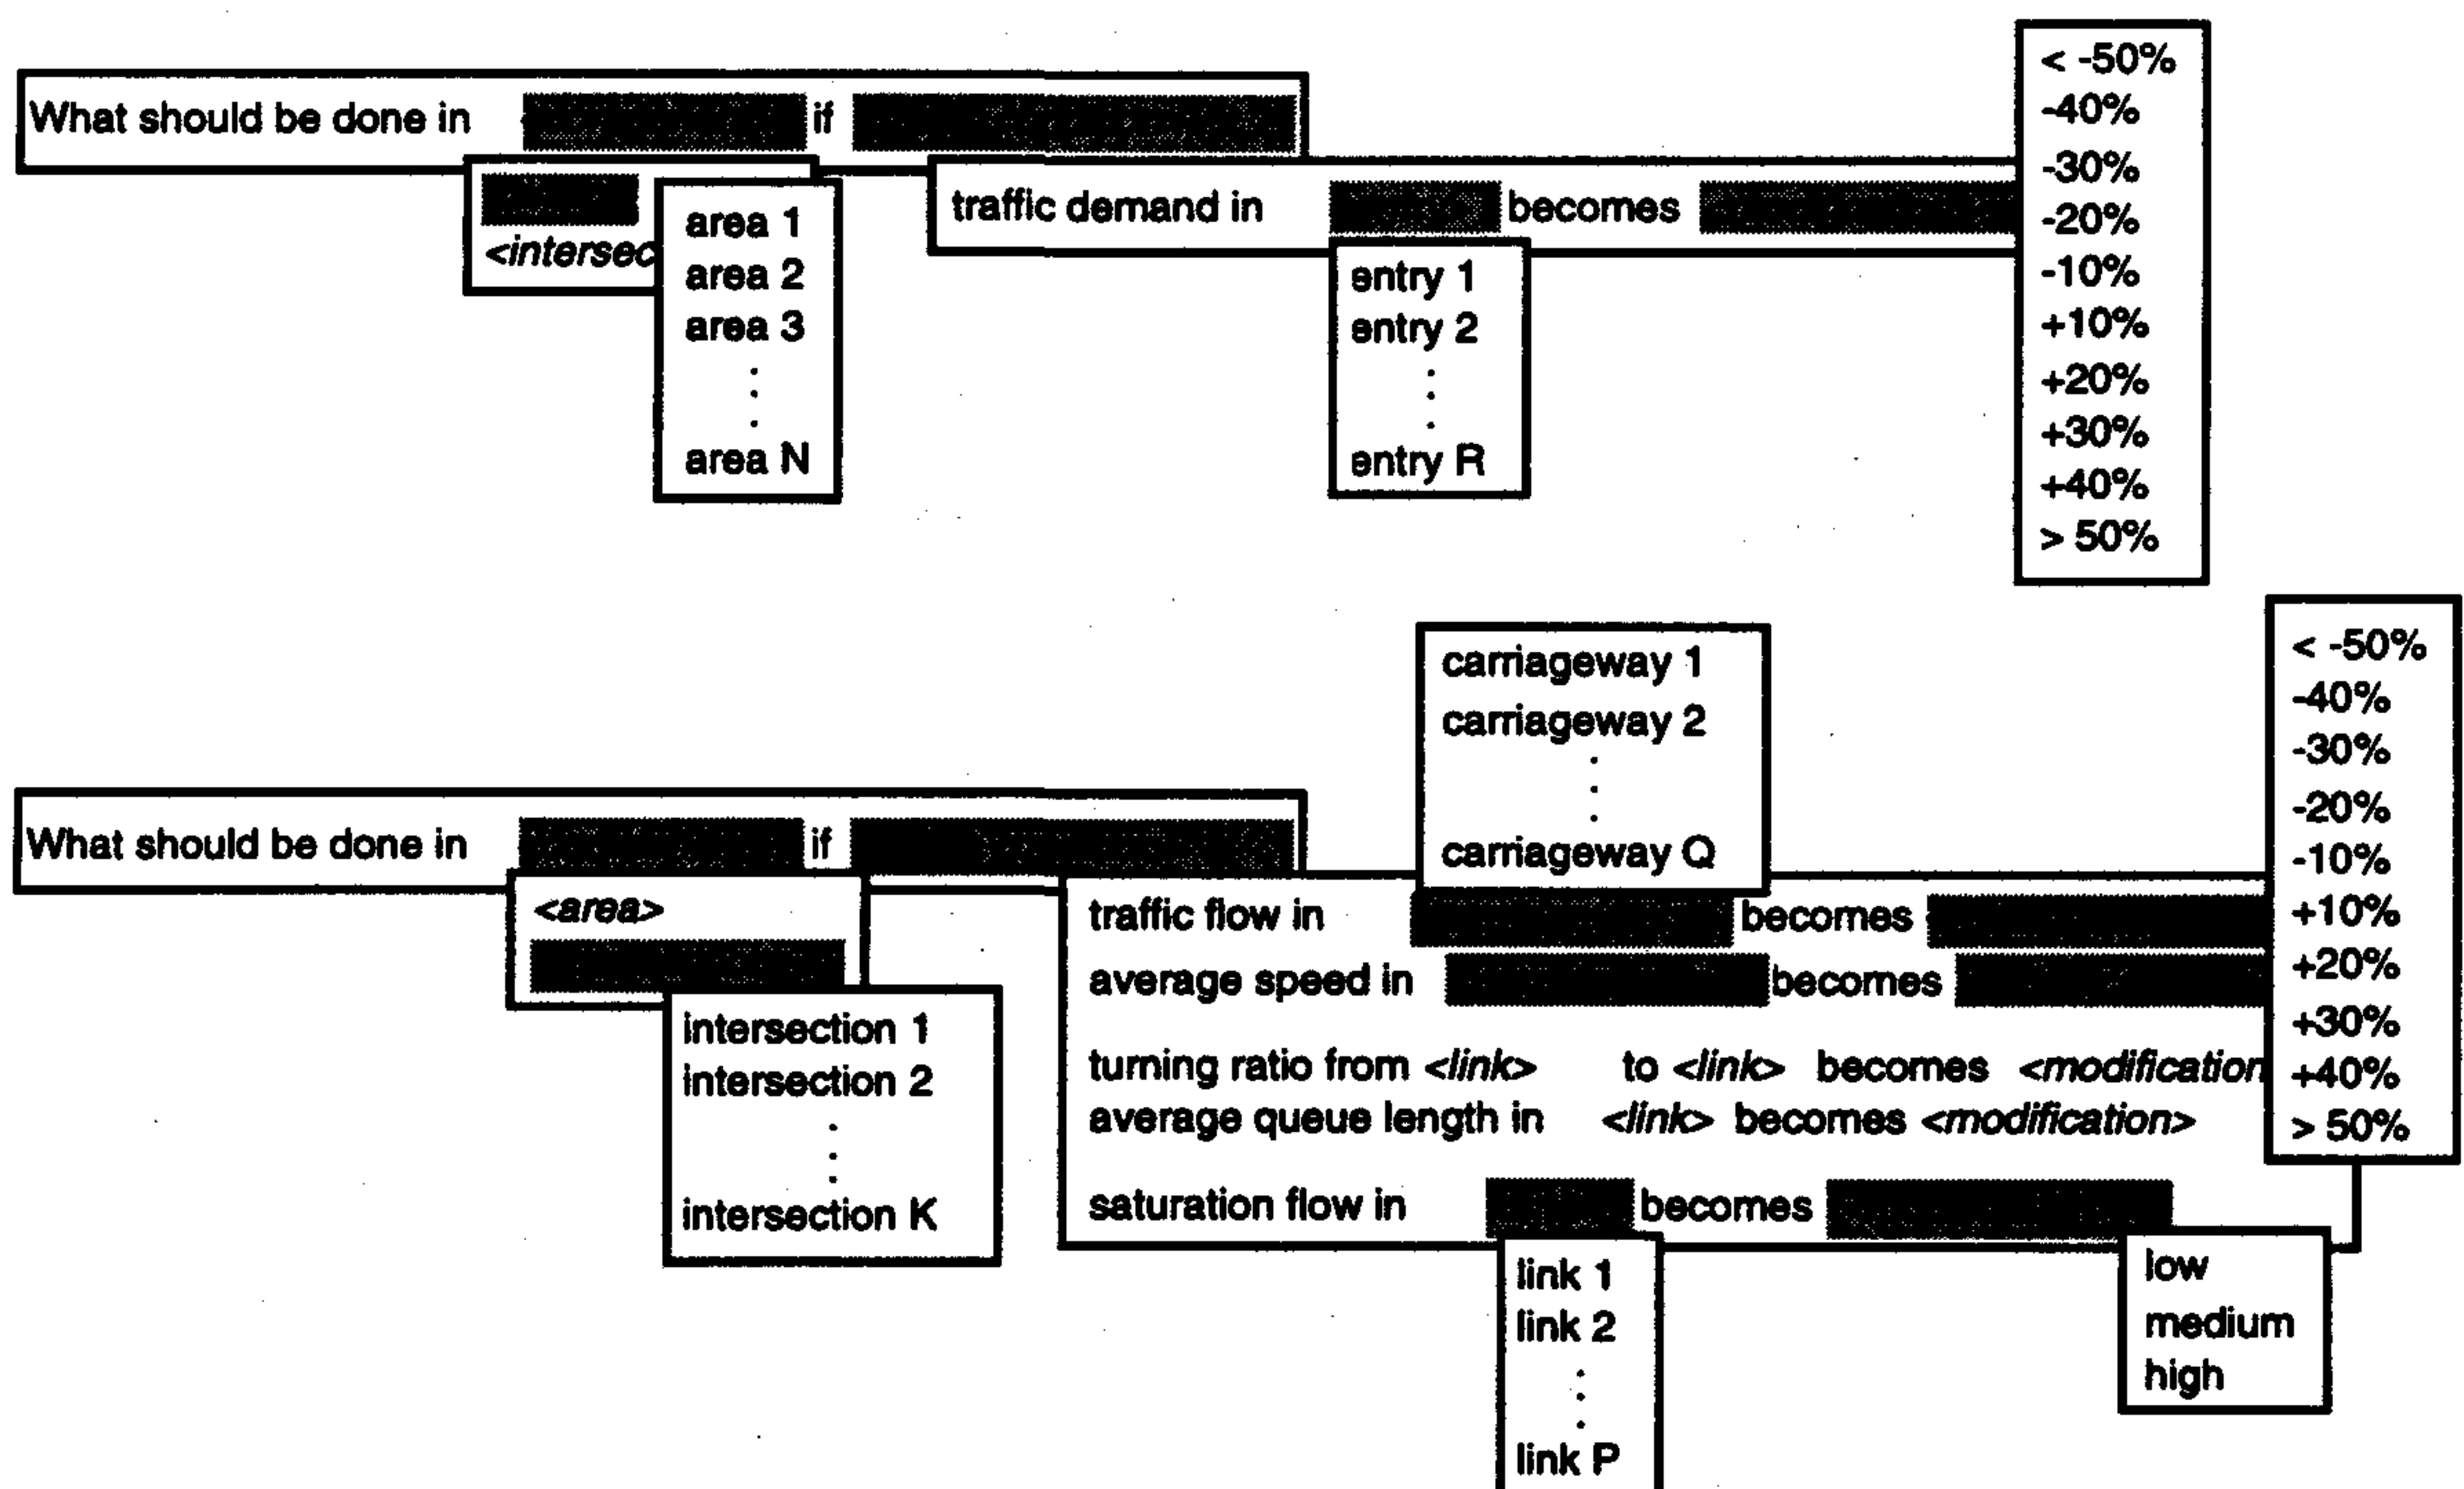 What should be done in if
<intersec
area 1
area 2
area 3
area N
traffic demand in becomes
entry 1
entry 2
entry R
< -50%
-40%
-30%
-20%
-10%
+10%
+20%
+30%
+40%
> 50%
What should be done in if
<area>
intersection 1
intersection 2
intersection K
carriageway 1
carriageway 2
carriageway Q
traffic flow in becomes
average speed in becomes
turning ratio from <link> to <link> becomes <modification
average queue length in <link> becomes <modification>
saturation flow in becomes
link 1
link 2
link P
low
medium
high
< -50%
-40%
-30%
-20%
-10%
+10%
+20%
+30%
+40%
> 50%